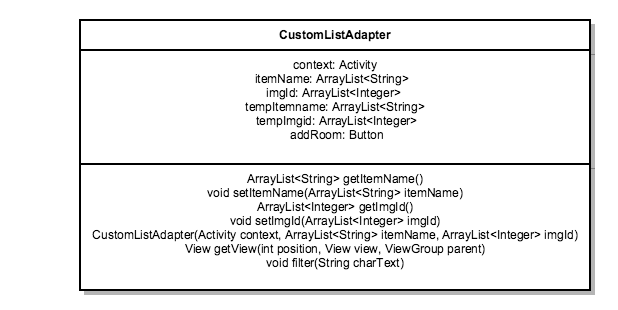 CustomListAdapter
context: Activity
itemName: ArrayList<String>
imgId: ArrayList<Integer>
tempItemname: ArrayList<String>
tempImgid: ArrayList<Integer>
addRoom: Button
ArrayList<String> getItemName()
void setItemName(ArrayList<String> itemName)
ArrayList<Integer> getImgId()
void setImgId(ArrayList<Integer> imgId)
CustomListAdapter(Activity context, ArrayList<String> itemName, ArrayList<Integer> imgId)
View getView(int position, View view, ViewGroup parent)
void filter(String charText)